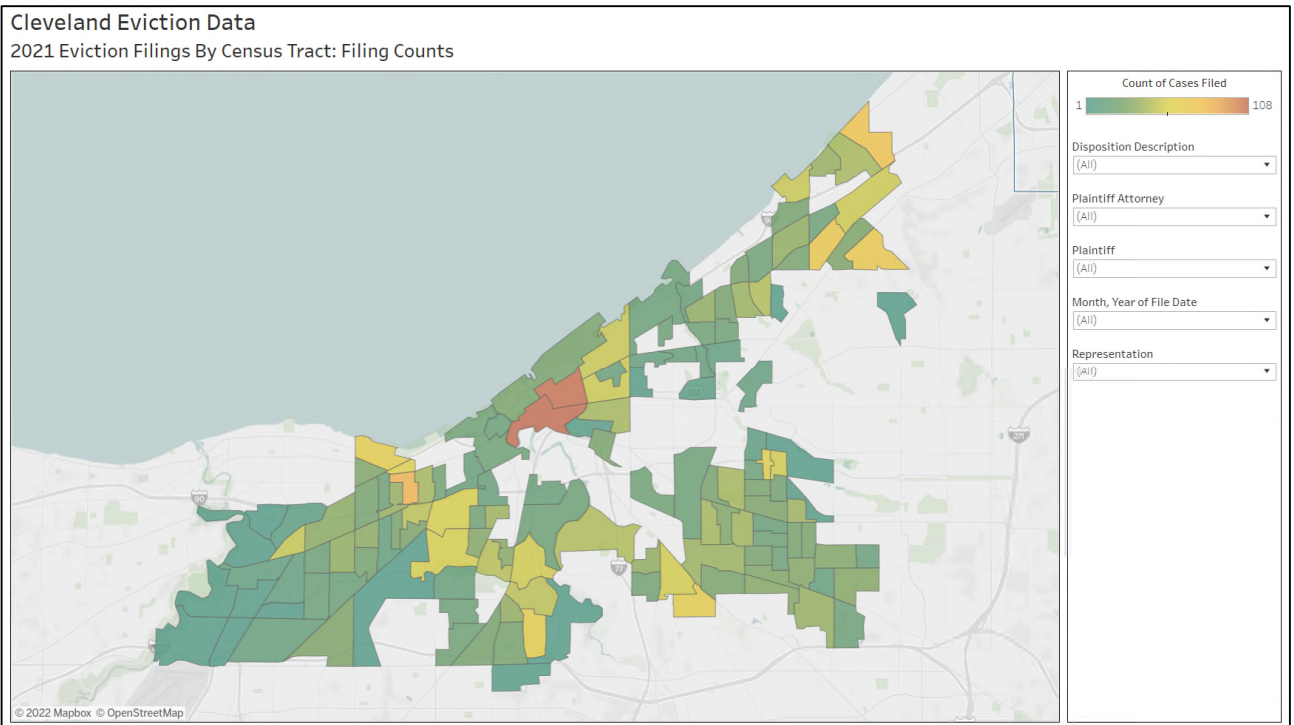 Cleveland Eviction Data
2021 Eviction Filings By Census Tract: Filing Counts
Count of Cases Filed
1 108
Disposition Description
(All)
Plaintiff Attorney
(All)
Plaintiff
(All)
Month, Year of File Date
(All)
Representation
(All)
90
90
77
271
© 2022 Mapbox © OpenStreetMap